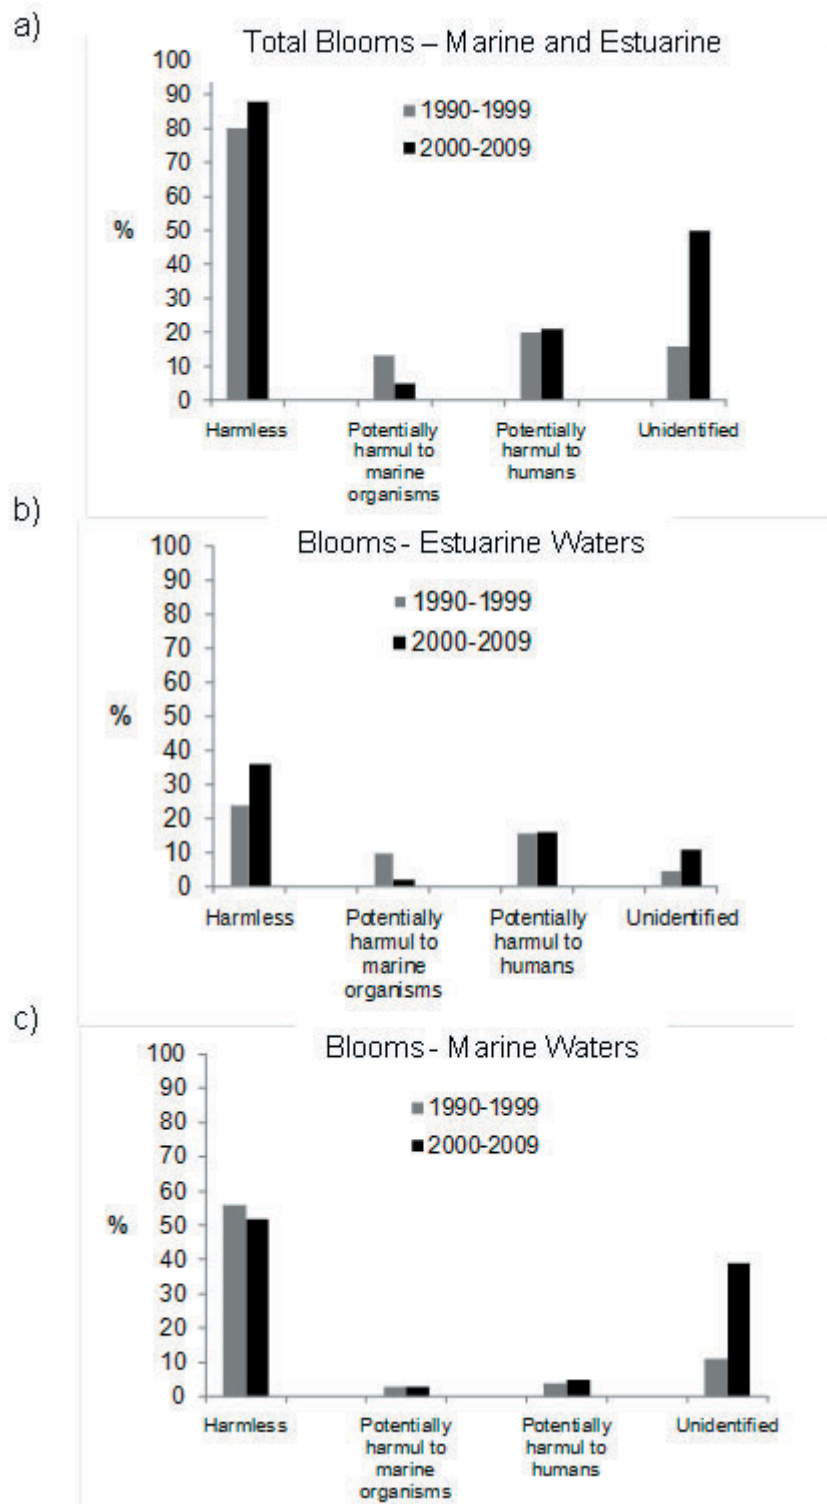 a)
Total Blooms – Marine and Estuarine
100
90
80
70
60
50
40
30
20
10
0
%
1990-1999
2000-2009
Harmless
Potentially
harmul to
marine
organisms
Potentially
harmul to
humans
Unidentified
b)
Blooms - Estuarine Waters
100
90
80
70
60
50
40
30
20
10
0
%
1990-1999
2000-2009
Harmless
Potentially
harmul to
marine
organisms
Potentially
harmul to
humans
Unidentified
c)
Blooms - Marine Waters
100
90
80
70
60
50
40
30
20
10
0
%
1990-1999
2000-2009
Harmless
Potentially
harmul to
marine
organisms
Potentially
harmul to
humans
Unidentified